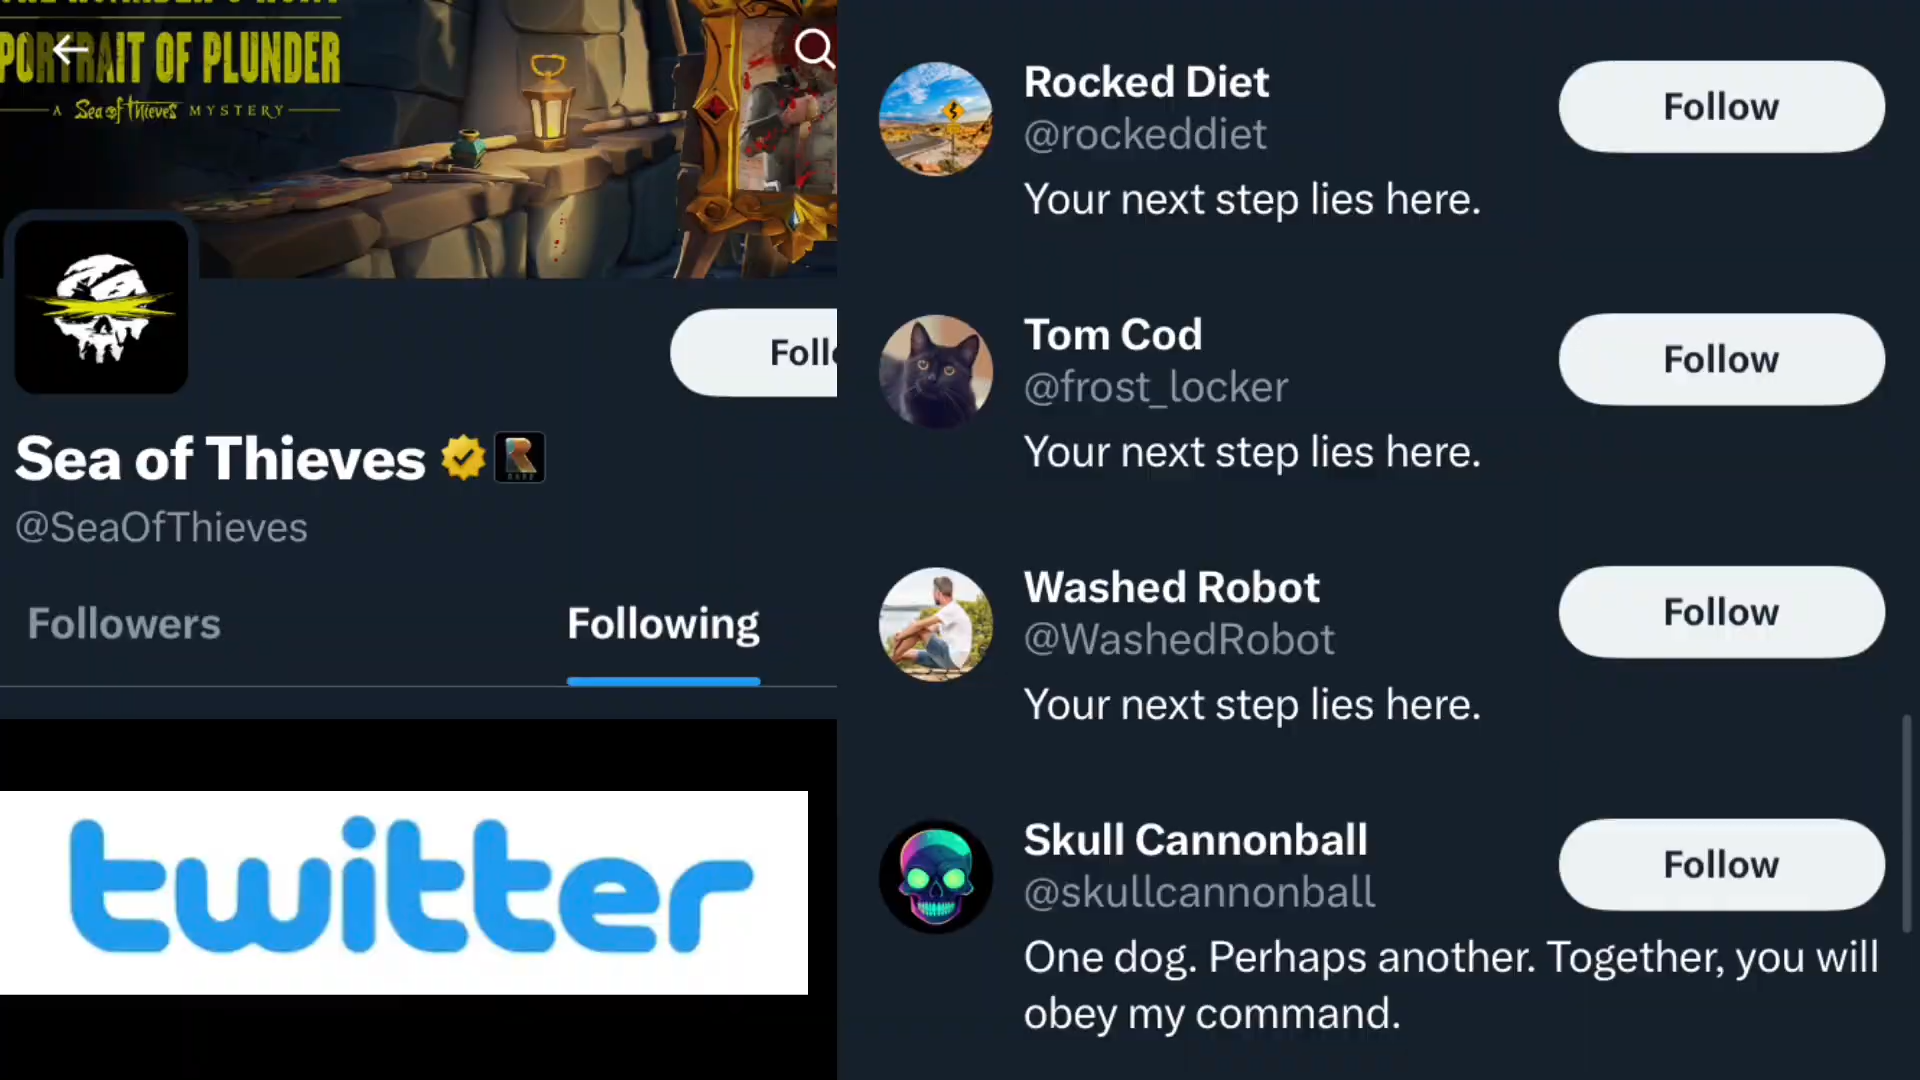 PORTRAIT OF PLUNDER
A Sea of Thieves MYSTERY
Foll
Sea of Thieves
@SeaOfThieves
Followers
Following
twitter
Rocked Diet
@rockeddiet
Follow
Your next step lies here.
Tom Cod
@frost_locker
Follow
Your next step lies here.
Washed Robot
@WashedRobot
Follow
Your next step lies here.
Skull Cannonball
@skullcannonball
Follow
One dog. Perhaps another. Together, you will
obey my command.